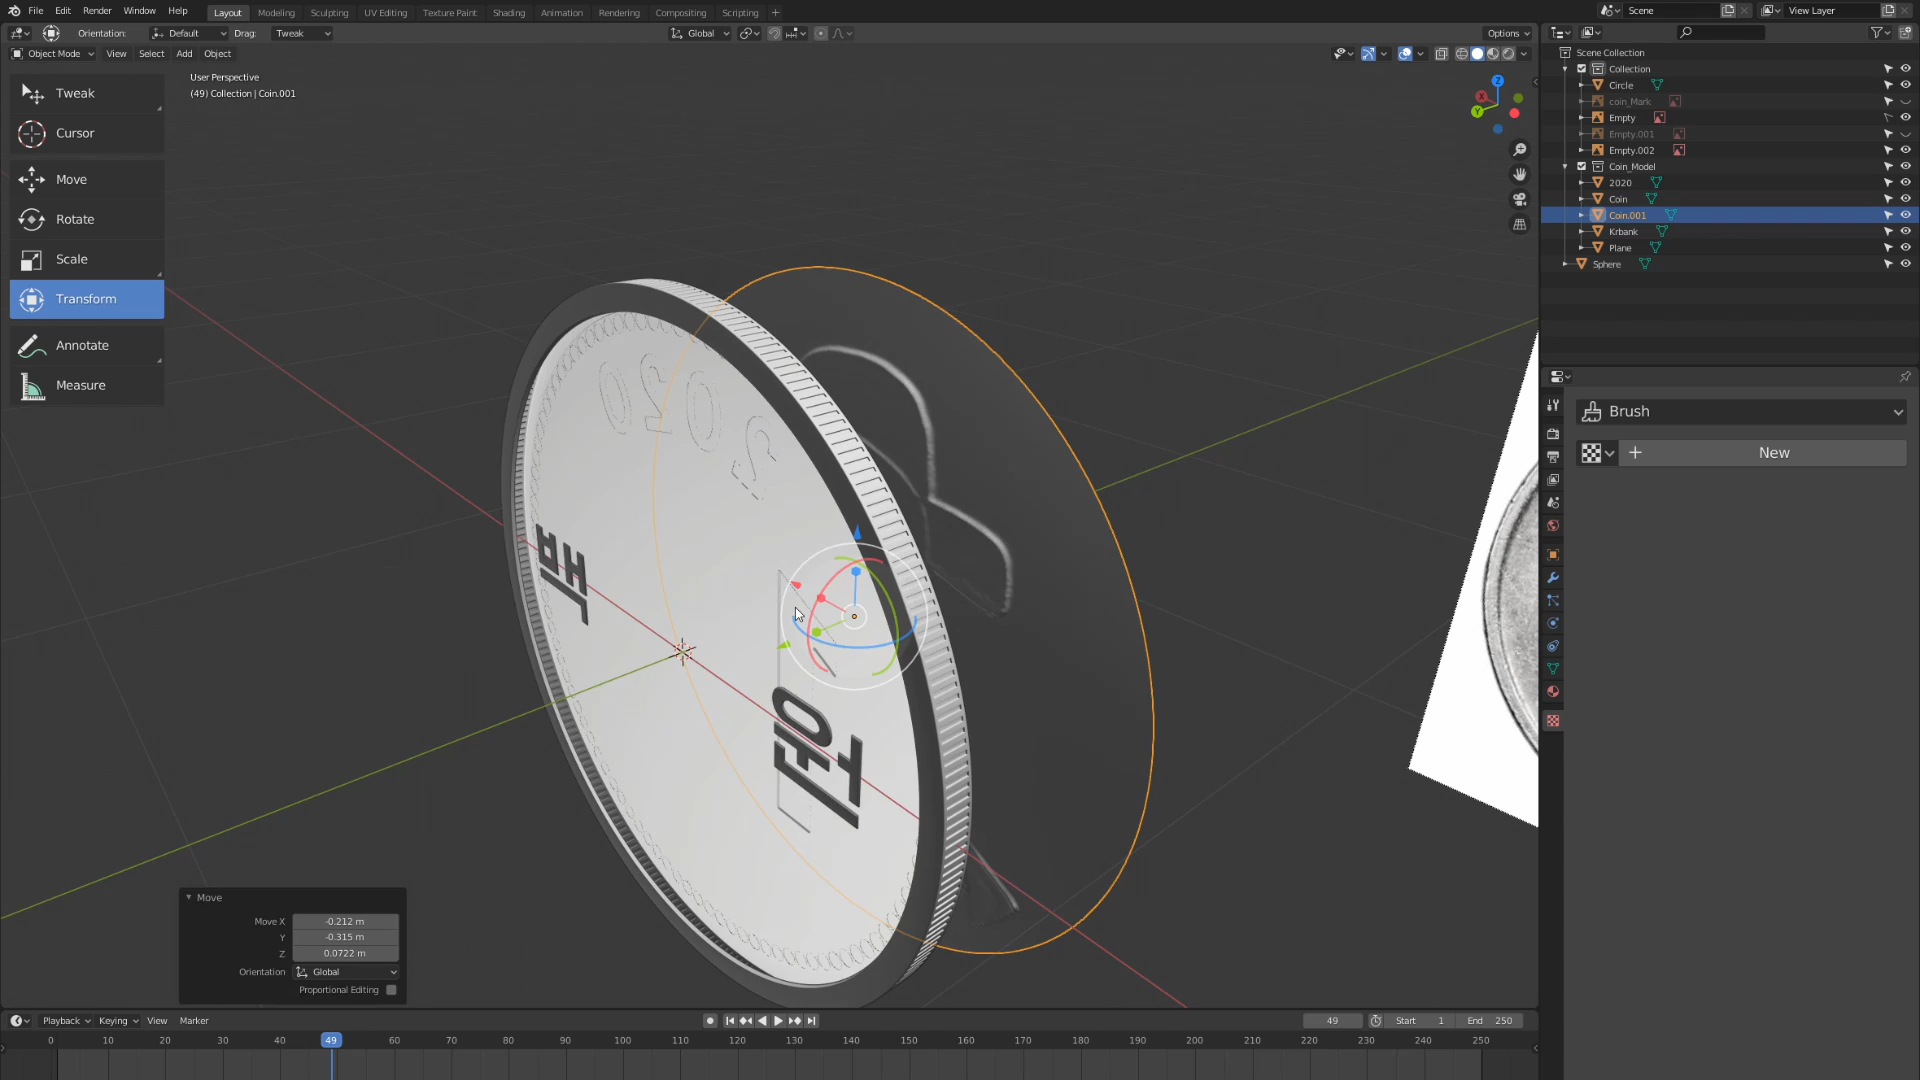 File Edit Render Window Help Layout Modeling Sculpting UV Editing Texture Paint Shading Animation Rendering Compositing Scripting + Scene View Layer
Orientation: Default Drag: Tweak Global Options
Object Mode View Select Add Object
User Perspective
(49) Collection | Coin.001
Tweak
Cursor
Move
Rotate
Scale
Transform
Annotate
Measure
Z
X
Y
Scene Collection
Collection
Circle
coin_Mark
Empty
Empty.001
Empty.002
Coin_Model
2020
Coin
Coin.001
Krbank
Plane
Sphere
Brush
+ New
2020
Move
Move X -0.212 m
Y -0.315 m
Z 0.0722 m
Orientation Global
Proportional Editing
Playback Keying View Marker 49 Start 1 End 250
0 10 20 30 40 49 60 70 80 90 100 110 120 130 140 150 160 170 180 190 200 210 220 230 240 250